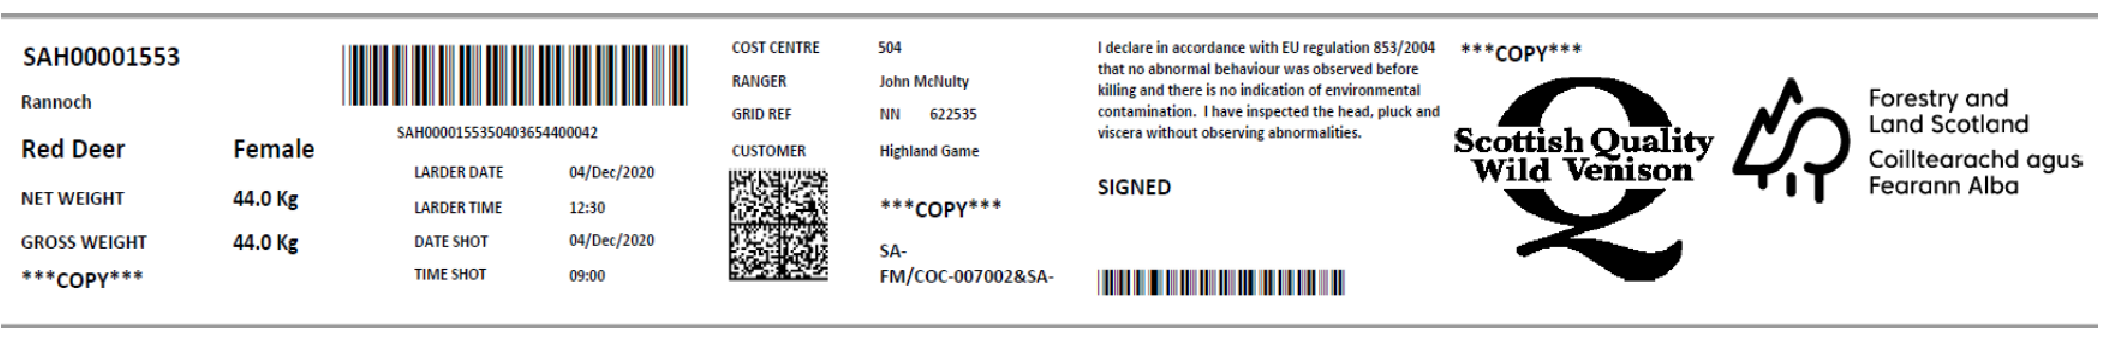 SAH00001553
Rannoch
Red Deer Female
NET WEIGHT 44.0 Kg
GROSS WEIGHT 44.0 Kg
***COPY***
SAH0000155350403654400042
LARDER DATE 04/Dec/2020
LARDER TIME 12:30
DATE SHOT 04/Dec/2020
TIME SHOT 09:00
COST CENTRE 504
RANGER John McNulty
GRID REF NN 622535
CUSTOMER Highland Game
***COPY***
SA-
FM/COC-007002&SA-
I declare in accordance with EU regulation 853/2004
that no abnormal behaviour was observed before
killing and there is no indication of environmental
contamination. I have inspected the head, pluck and
viscera without observing abnormalities.
SIGNED
***COPY***
Scottish Quality
Wild Venison
Forestry and
Land Scotland
Coilltearachd agus
Fearann Alba